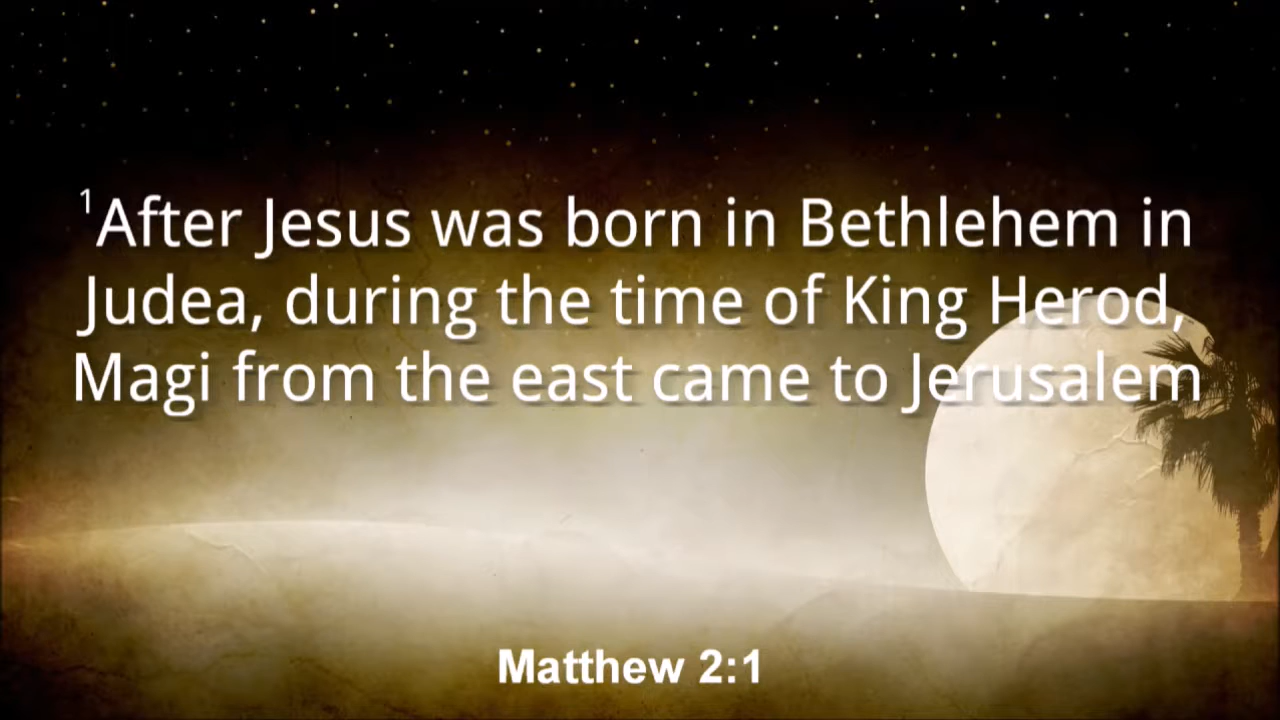 ¹After Jesus was born in Bethlehem in
Judea, during the time of King Herod,
Magi from the east came to Jerusalem
Matthew 2:1